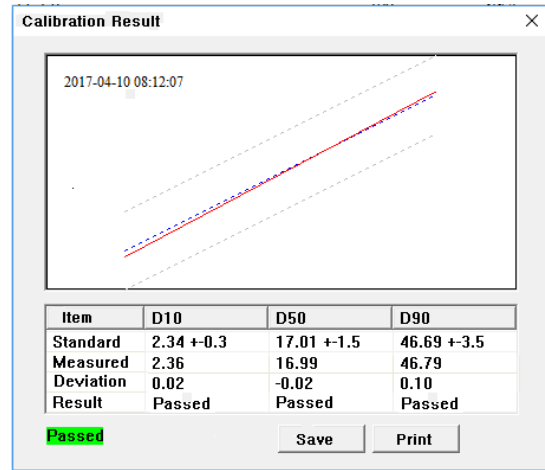 Calibration Result
2017-04-10 08:12:07
Item D10 D50 D90
Standard 2.34 +-0.3 17.01 +-1.5 46.69 +-3.5
Measured 2.36 16.99 46.79
Deviation 0.02 -0.02 0.10
Result Passed Passed Passed
Passed Save Print